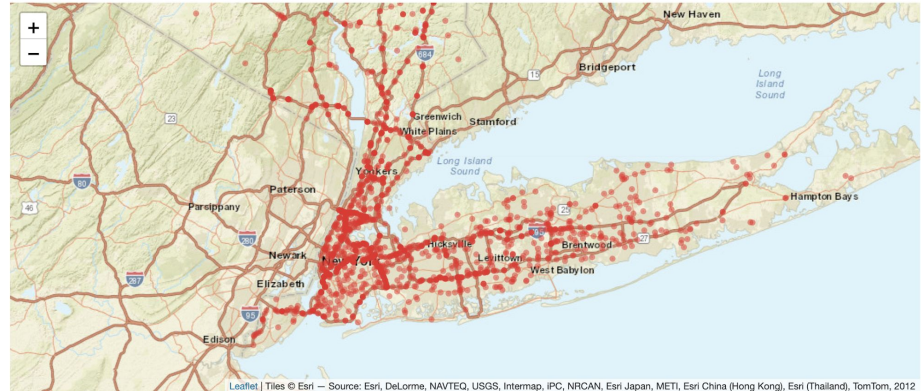 +
New Haven
−
684
Bridgeport
15
Long
Island
Sound
Greenwich
Stamford
23
White Plains
Long Island
Sound
Yonkers
80
Paterson
Hampton Bays
46
Parsippany
25
27
280
Hicksville
Brentwood
Newark
Levittown
New York
West Babylon
287
Elizabeth
95
Edison
Leaflet | Tiles © Esri — Source: Esri, DeLorme, NAVTEQ, USGS, Intermap, iPC, NRCAN, Esri Japan, METI, Esri China (Hong Kong), Esri (Thailand), TomTom, 2012